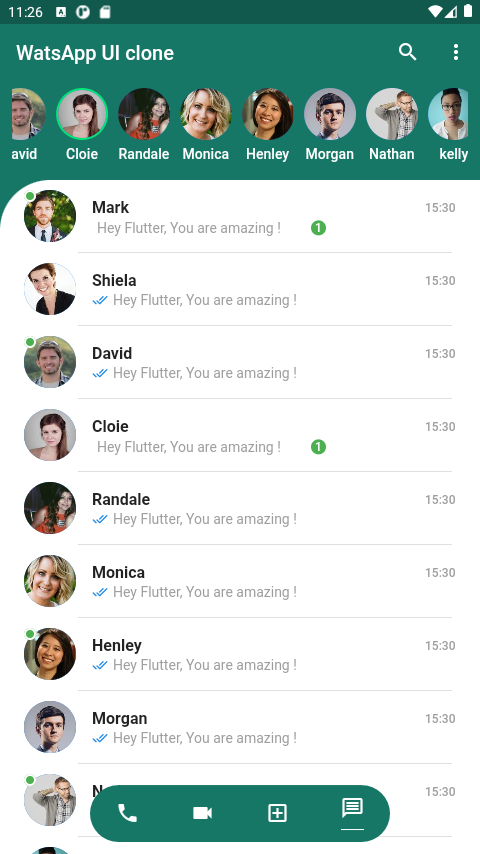 11:26
WatsApp UI clone
avid Cloie Randale Monica Henley Morgan Nathan kelly
Mark 15:30
Hey Flutter, You are amazing ! 1
Shiela 15:30
Hey Flutter, You are amazing !
David 15:30
Hey Flutter, You are amazing !
Cloie 15:30
Hey Flutter, You are amazing ! 1
Randale 15:30
Hey Flutter, You are amazing !
Monica 15:30
Hey Flutter, You are amazing !
Henley 15:30
Hey Flutter, You are amazing !
Morgan 15:30
Hey Flutter, You are amazing !
15:30